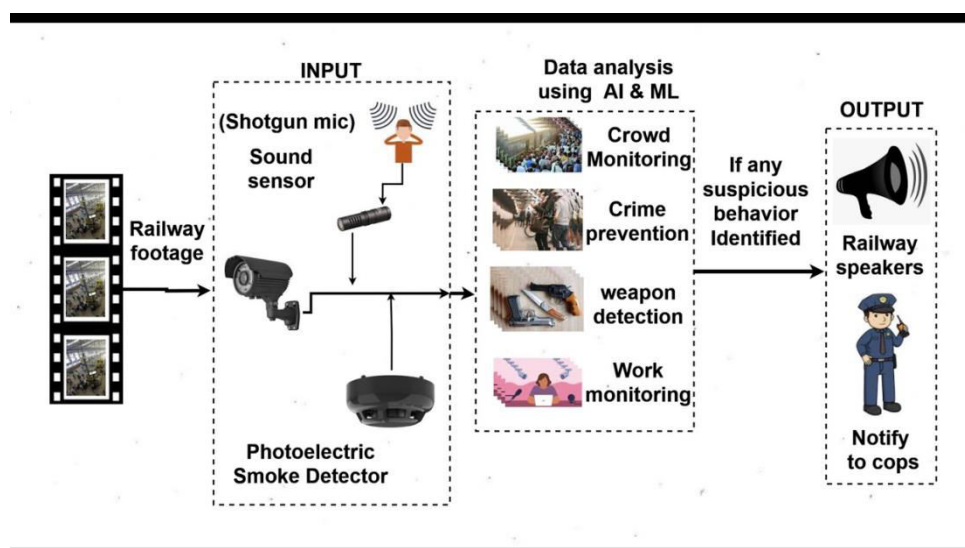 Railway
footage
INPUT
(Shotgun mic)
Sound
sensor
Photoelectric
Smoke Detector
Data analysis
using AI & ML
Crowd
Monitoring
Crime
prevention
weapon
detection
Work
monitoring
If any
suspicious
behavior
Identified
OUTPUT
Railway
speakers
Notify
to cops